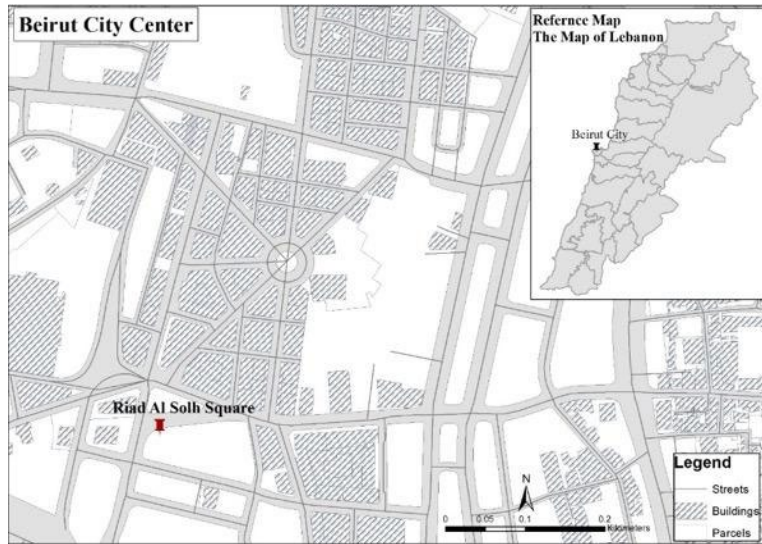 Beirut City Center
Refernce Map
The Map of Lebanon
Beirut City
Riad Al Solh Square
Legend
Streets
Buildings
Parcels
N
0 0.05 0.1 0.2
Kilometers